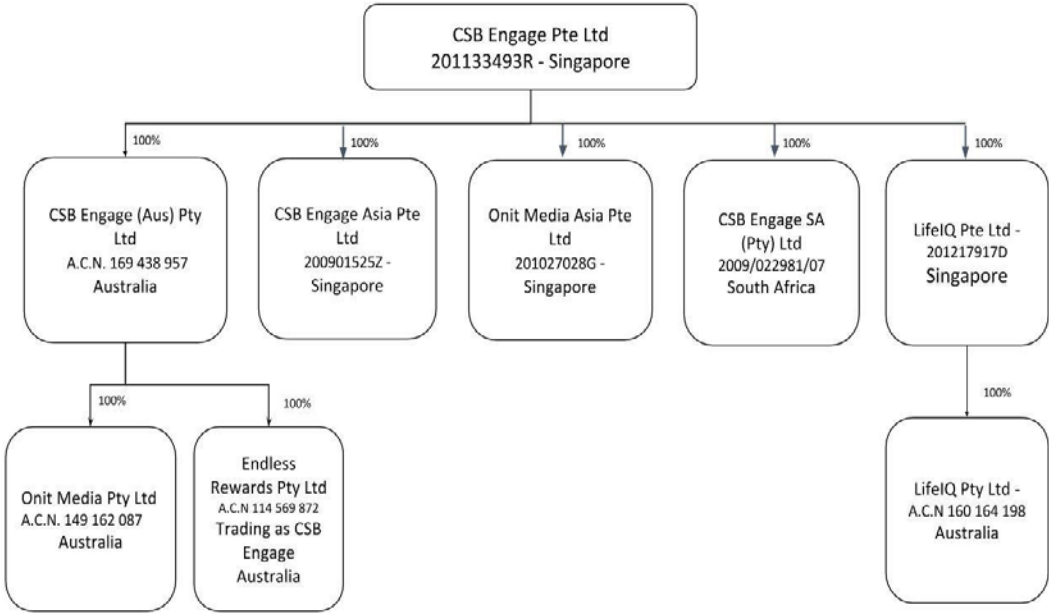 CSB Engage Pte Ltd
201133493R - Singapore
100%
100%
100%
100%
100%
CSB Engage (Aus) Pty
Ltd
A.C.N. 169 438 957
Australia
CSB Engage Asia Pte
Ltd
200901525Z -
Singapore
Onit Media Asia Pte
Ltd
201027028G -
Singapore
CSB Engage SA
(Pty) Ltd
2009/022981/07
South Africa
LifeIQ Pte Ltd -
201217917D
Singapore
100%
100%
100%
Onit Media Pty Ltd
A.C.N. 149 162 087
Australia
Endless
Rewards Pty Ltd
A.C.N 114 569 872
Trading as CSB
Engage
Australia
LifeIQ Pty Ltd -
A.C.N 160 164 198
Australia